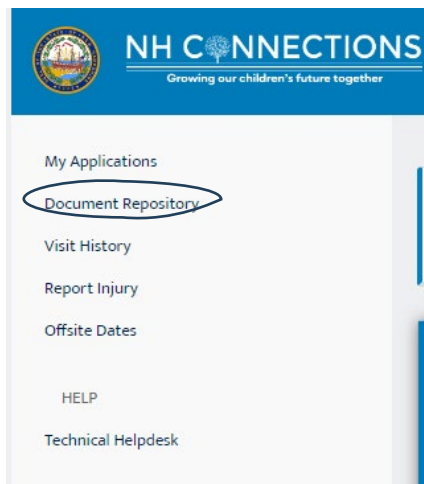 NH CONNECTIONS
Growing our children's future together
My Applications
Document Repository
Visit History
Report Injury
Offsite Dates
HELP
Technical Helpdesk